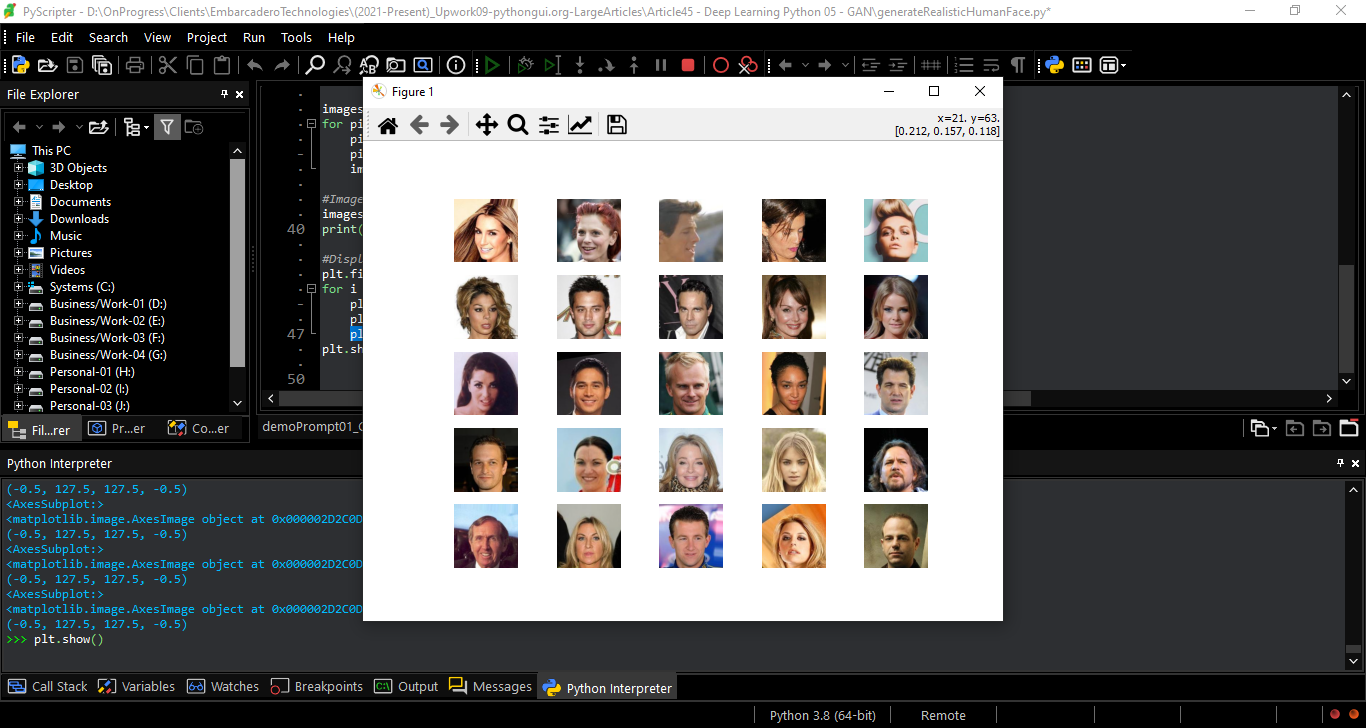 PyScripter - D:\OnProgress\Clients\EmbarcaderoTechnologies\(2021-Present)_Upwork09-pythongui.org-LargeArticles\Article45 - Deep Learning Python 05 - GAN\generateRealisticHumanFace.py*
File Edit Search View Project Run Tools Help
File Explorer
This PC
3D Objects
Desktop
Documents
Downloads
Music
Pictures
Videos
Systems (C:)
Business/Work-01 (D:)
Business/Work-02 (E:)
Business/Work-03 (F:)
Business/Work-04 (G:)
Personal-01 (H:)
Personal-02 (I:)
Personal-03 (J:)
Fil...rer Pr...er Co...er
images
for pi
pi
pi
im
#Image
images
40 print(
#Displ
plt.fi
for i
pl
pl
47 pl
plt.sh
50
demoPrompt01_
Figure 1
x=21. y=63.
[0.212, 0.157, 0.118]
Python Interpreter
(-0.5, 127.5, 127.5, -0.5)
<AxesSubplot:>
<matplotlib.image.AxesImage object at 0x000002D2C0D
(-0.5, 127.5, 127.5, -0.5)
<AxesSubplot:>
<matplotlib.image.AxesImage object at 0x000002D2C0D
(-0.5, 127.5, 127.5, -0.5)
<AxesSubplot:>
<matplotlib.image.AxesImage object at 0x000002D2C0D
(-0.5, 127.5, 127.5, -0.5)
>>> plt.show()
Call Stack Variables Watches Breakpoints Output Messages Python Interpreter
Python 3.8 (64-bit) Remote